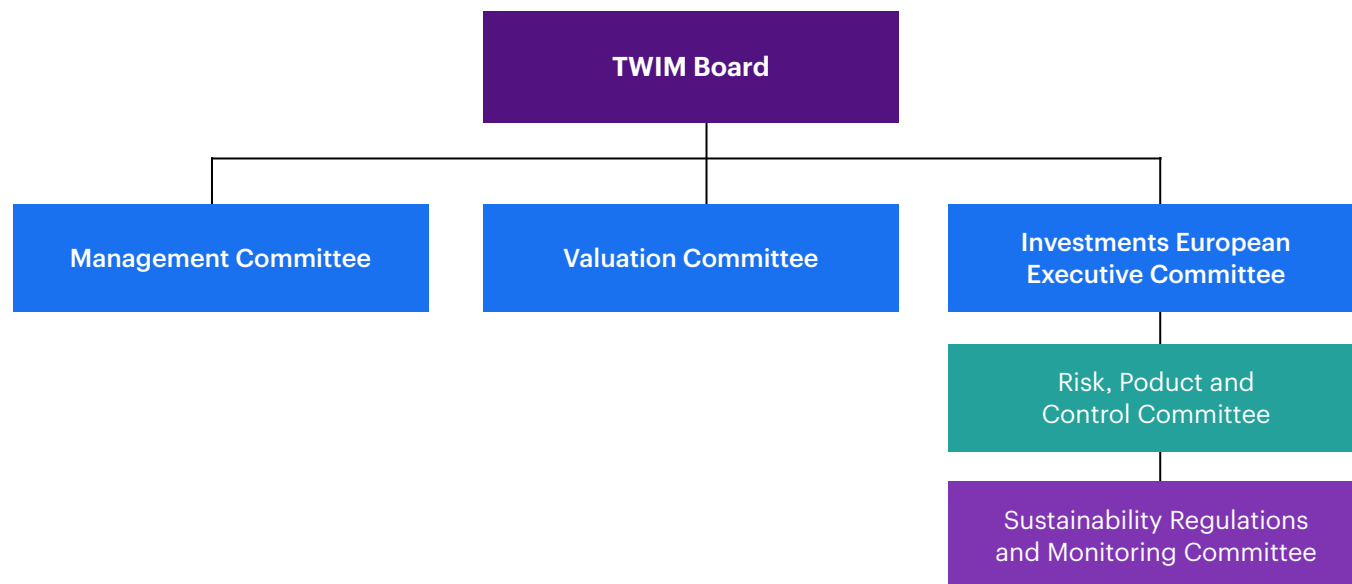 TWIM Board
Management Committee
Valuation Committee
Investments European
Executive Committee
Risk, Poduct and
Control Committee
Sustainability Regulations
and Monitoring Committee